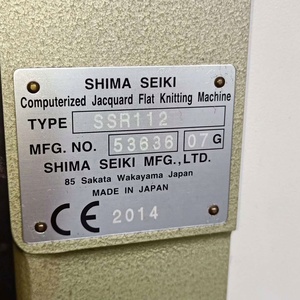 SHIMA SEIKI
Computerized Jacquard Flat Knitting Machine
TYPE SSR112
MFG. NO. 53636 07 G
SHIMA SEIKI MFG., LTD.
85 Sakata Wakayama Japan
MADE IN JAPAN
CE 2014